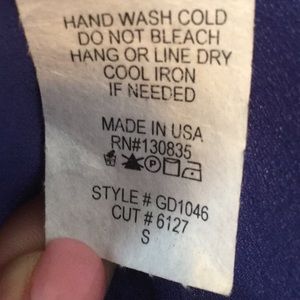 HAND WASH COLD
DO NOT BLEACH
HANG OR LINE DRY
COOL IRON
IF NEEDED
MADE IN USA
RN#130835
STYLE # GD1046
CUT # 6127
S